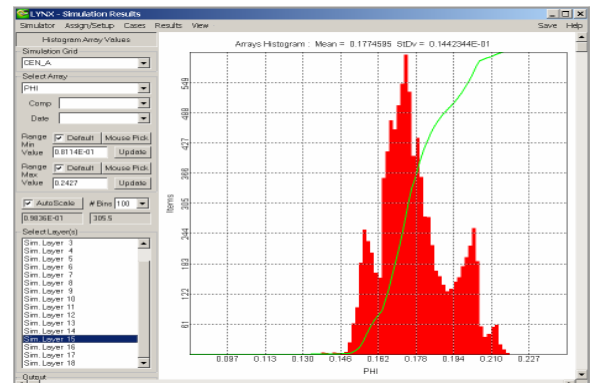 LYNX - Simulation Results
Simulator Assign/Setup Cases Results View Save Help
Histogram Array Values
Simulation Grid
CEN_A
Select Array
PHI
Comp
Date
Range Min Value Default Mouse Pick
0.8114E-01 Update
Range Max Value Default Mouse Pick
0.2427 Update
AutoScale # Bins 100
0.9036E-01 305.5
Select Layer(s)
Sim. Layer 3
Sim. Layer 4
Sim. Layer 5
Sim. Layer 6
Sim. Layer 7
Sim. Layer 8
Sim. Layer 9
Sim. Layer 10
Sim. Layer 11
Sim. Layer 12
Sim. Layer 13
Sim. Layer 14
Sim. Layer 15
Sim. Layer 16
Sim. Layer 17
Sim. Layer 18
Output
Arrays Histogram : Mean = 0.1774595 StDv = 0.1442344E-01
549
488
427
366
305
244
183
122
61
Items
0.097 0.113 0.130 0.146 0.162 0.178 0.194 0.210 0.227
PHI